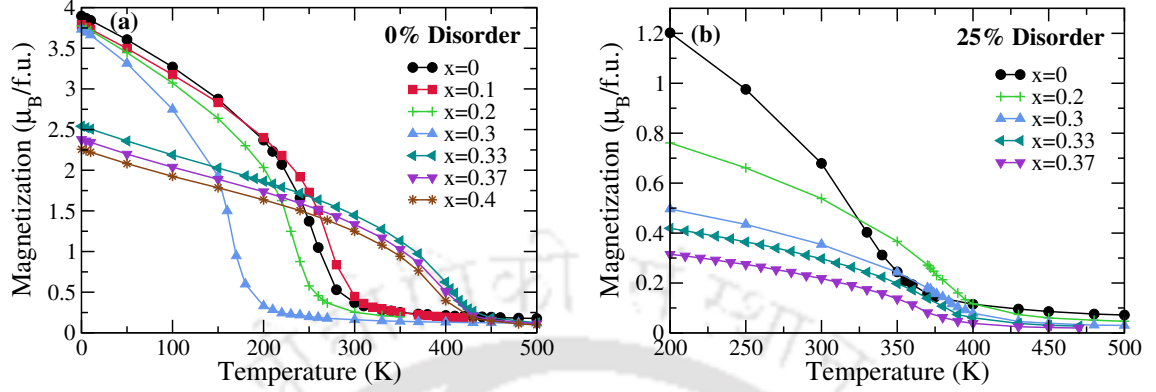 (a)
0% Disorder
x=0
x=0.1
x=0.2
x=0.3
x=0.33
x=0.37
x=0.4
Magnetization (μB/f.u.)
4
3.5
3
2.5
2
1.5
1
0.5
0
0 100 200 300 400 500
Temperature (K)
(b)
25% Disorder
x=0
x=0.2
x=0.3
x=0.33
x=0.37
Magnetization (μB/f.u.)
1.2
1
0.8
0.6
0.4
0.2
0
200 250 300 350 400 450 500
Temperature (K)